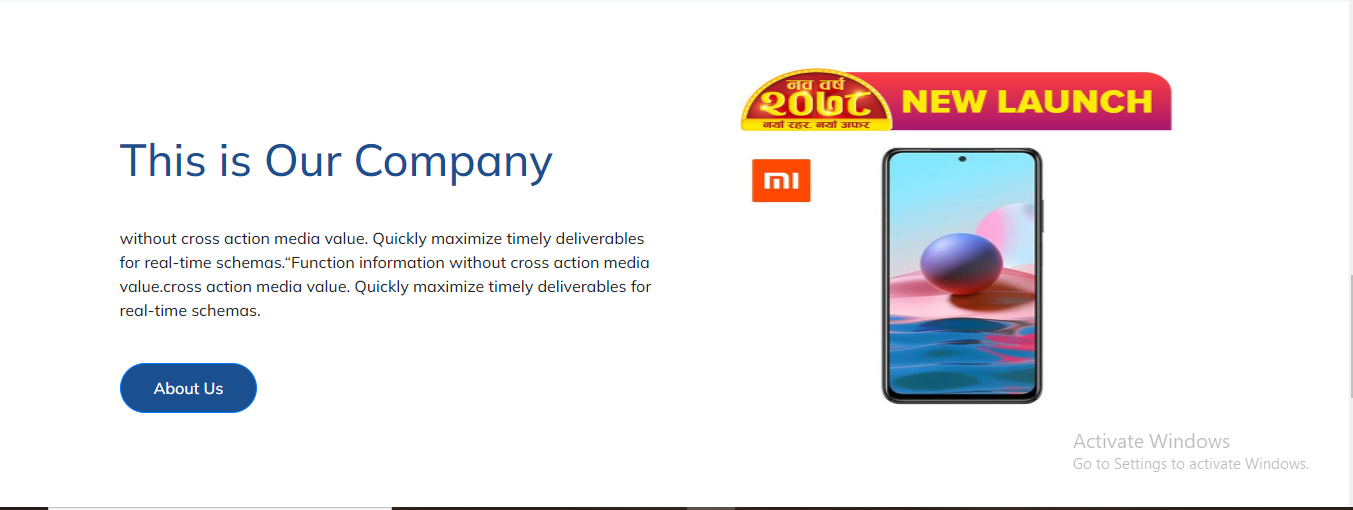 This is Our Company
without cross action media value. Quickly maximize timely deliverables
for real-time schemas.“Function information without cross action media
value.cross action media value. Quickly maximize timely deliverables for
real-time schemas.
About Us
नव वर्ष
२०७८
नयाँ रहर. नयाँ अफर
NEW LAUNCH
mi
Activate Windows
Go to Settings to activate Windows.